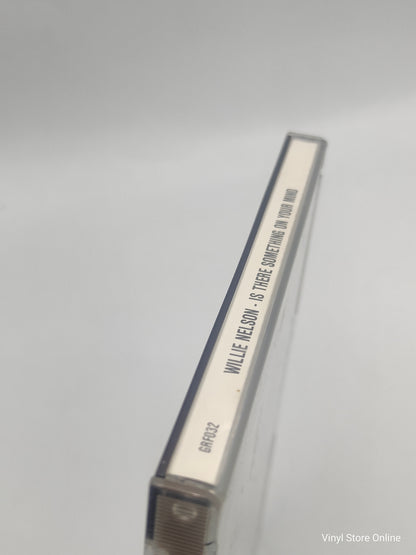 WILLIE NELSON - IS THERE SOMETHING ON YOUR MIND
GRF032
Vinyl Store Online